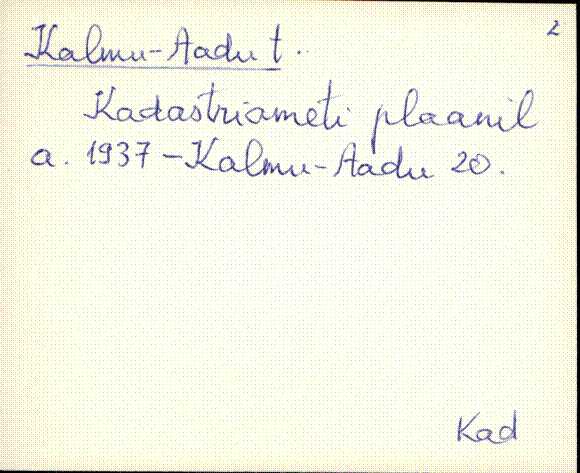 2
Kalmu-Aadu t.
Kadastriameti plaanil
a. 1937 - Kalmu-Aadu 20.
Kad